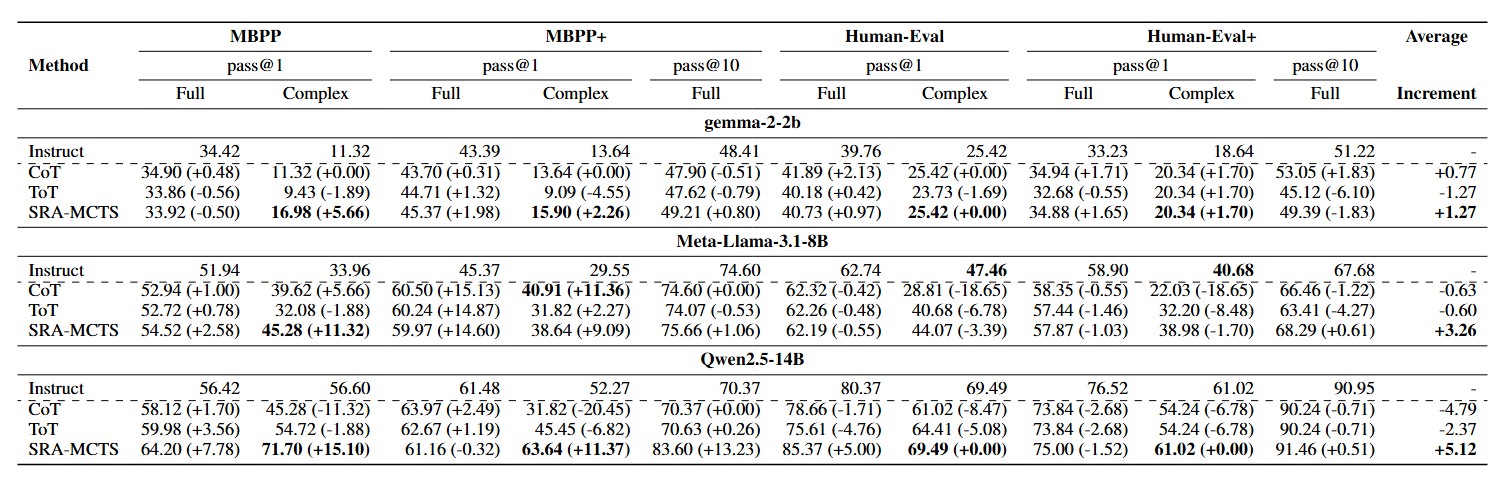 MBPP MBPP+ Human-Eval Human-Eval+ Average
Method pass@1 pass@1 pass@10 pass@1 pass@1 pass@10
Full Complex Full Complex Full Full Complex Full Complex Full Increment
gemma-2-2b
Instruct 34.42 11.32 43.39 13.64 48.41 39.76 25.42 33.23 18.64 51.22 -
CoT 34.90 (+0.48) 11.32 (+0.00) 43.70 (+0.31) 13.64 (+0.00) 47.90 (-0.51) 41.89 (+2.13) 25.42 (+0.00) 34.94 (+1.71) 20.34 (+1.70) 53.05 (+1.83) +0.77
ToT 33.86 (-0.56) 9.43 (-1.89) 44.71 (+1.32) 9.09 (-4.55) 47.62 (-0.79) 40.18 (+0.42) 23.73 (-1.69) 32.68 (-0.55) 20.34 (+1.70) 45.12 (-6.10) -1.27
SRA-MCTS 33.92 (-0.50) 16.98 (+5.66) 45.37 (+1.98) 15.90 (+2.26) 49.21 (+0.80) 40.73 (+0.97) 25.42 (+0.00) 34.88 (+1.65) 20.34 (+1.70) 49.39 (-1.83) +1.27
Meta-Llama-3.1-8B
Instruct 51.94 33.96 45.37 29.55 74.60 62.74 47.46 58.90 40.68 67.68 -
CoT 52.94 (+1.00) 39.62 (+5.66) 60.50 (+15.13) 40.91 (+11.36) 74.60 (+0.00) 62.32 (-0.42) 28.81 (-18.65) 58.35 (-0.55) 22.03 (-18.65) 66.46 (-1.22) -0.63
ToT 52.72 (+0.78) 32.08 (-1.88) 60.24 (+14.87) 31.82 (+2.27) 74.07 (-0.53) 62.26 (-0.48) 40.68 (-6.78) 57.44 (-1.46) 32.20 (-8.48) 63.41 (-4.27) -0.60
SRA-MCTS 54.52 (+2.58) 45.28 (+11.32) 59.97 (+14.60) 38.64 (+9.09) 75.66 (+1.06) 62.19 (-0.55) 44.07 (-3.39) 57.87 (-1.03) 38.98 (-1.70) 68.29 (+0.61) +3.26
Qwen2.5-14B
Instruct 56.42 56.60 61.48 52.27 70.37 80.37 69.49 76.52 61.02 90.95 -
CoT 58.12 (+1.70) 45.28 (-11.32) 63.97 (+2.49) 31.82 (-20.45) 70.37 (+0.00) 78.66 (-1.71) 61.02 (-8.47) 73.84 (-2.68) 54.24 (-6.78) 90.24 (-0.71) -4.79
ToT 59.98 (+3.56) 54.72 (-1.88) 62.67 (+1.19) 45.45 (-6.82) 70.63 (+0.26) 75.61 (-4.76) 64.41 (-5.08) 73.84 (-2.68) 54.24 (-6.78) 90.24 (-0.71) -2.37
SRA-MCTS 64.20 (+7.78) 71.70 (+15.10) 61.16 (-0.32) 63.64 (+11.37) 83.60 (+13.23) 85.37 (+5.00) 69.49 (+0.00) 75.00 (-1.52) 61.02 (+0.00) 91.46 (+0.51) +5.12